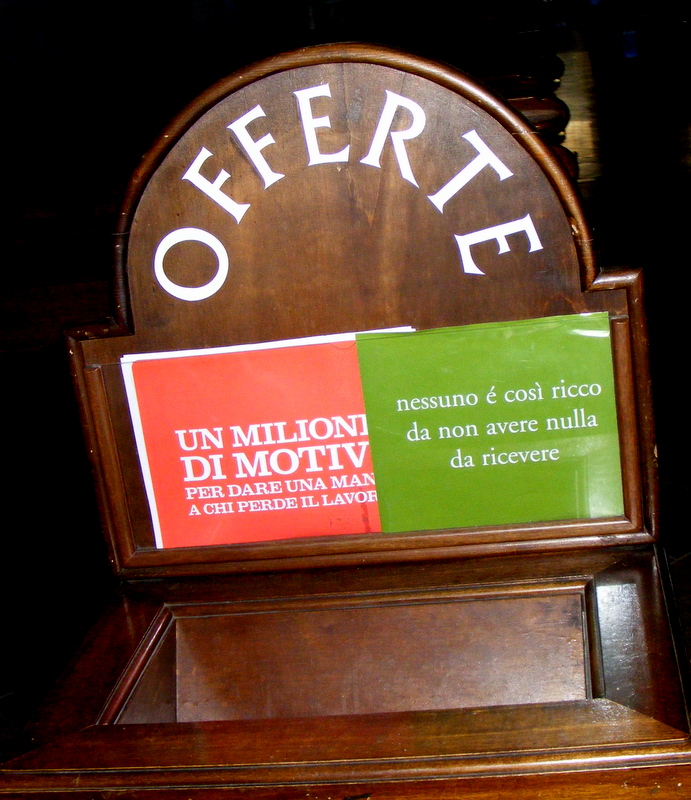 OFFERTE
UN MILIONE
DI MOTIV
PER DARE UNA MAN
A CHI PERDE IL LAVOR
nessuno é così ricco
da non avere nulla
da ricevere